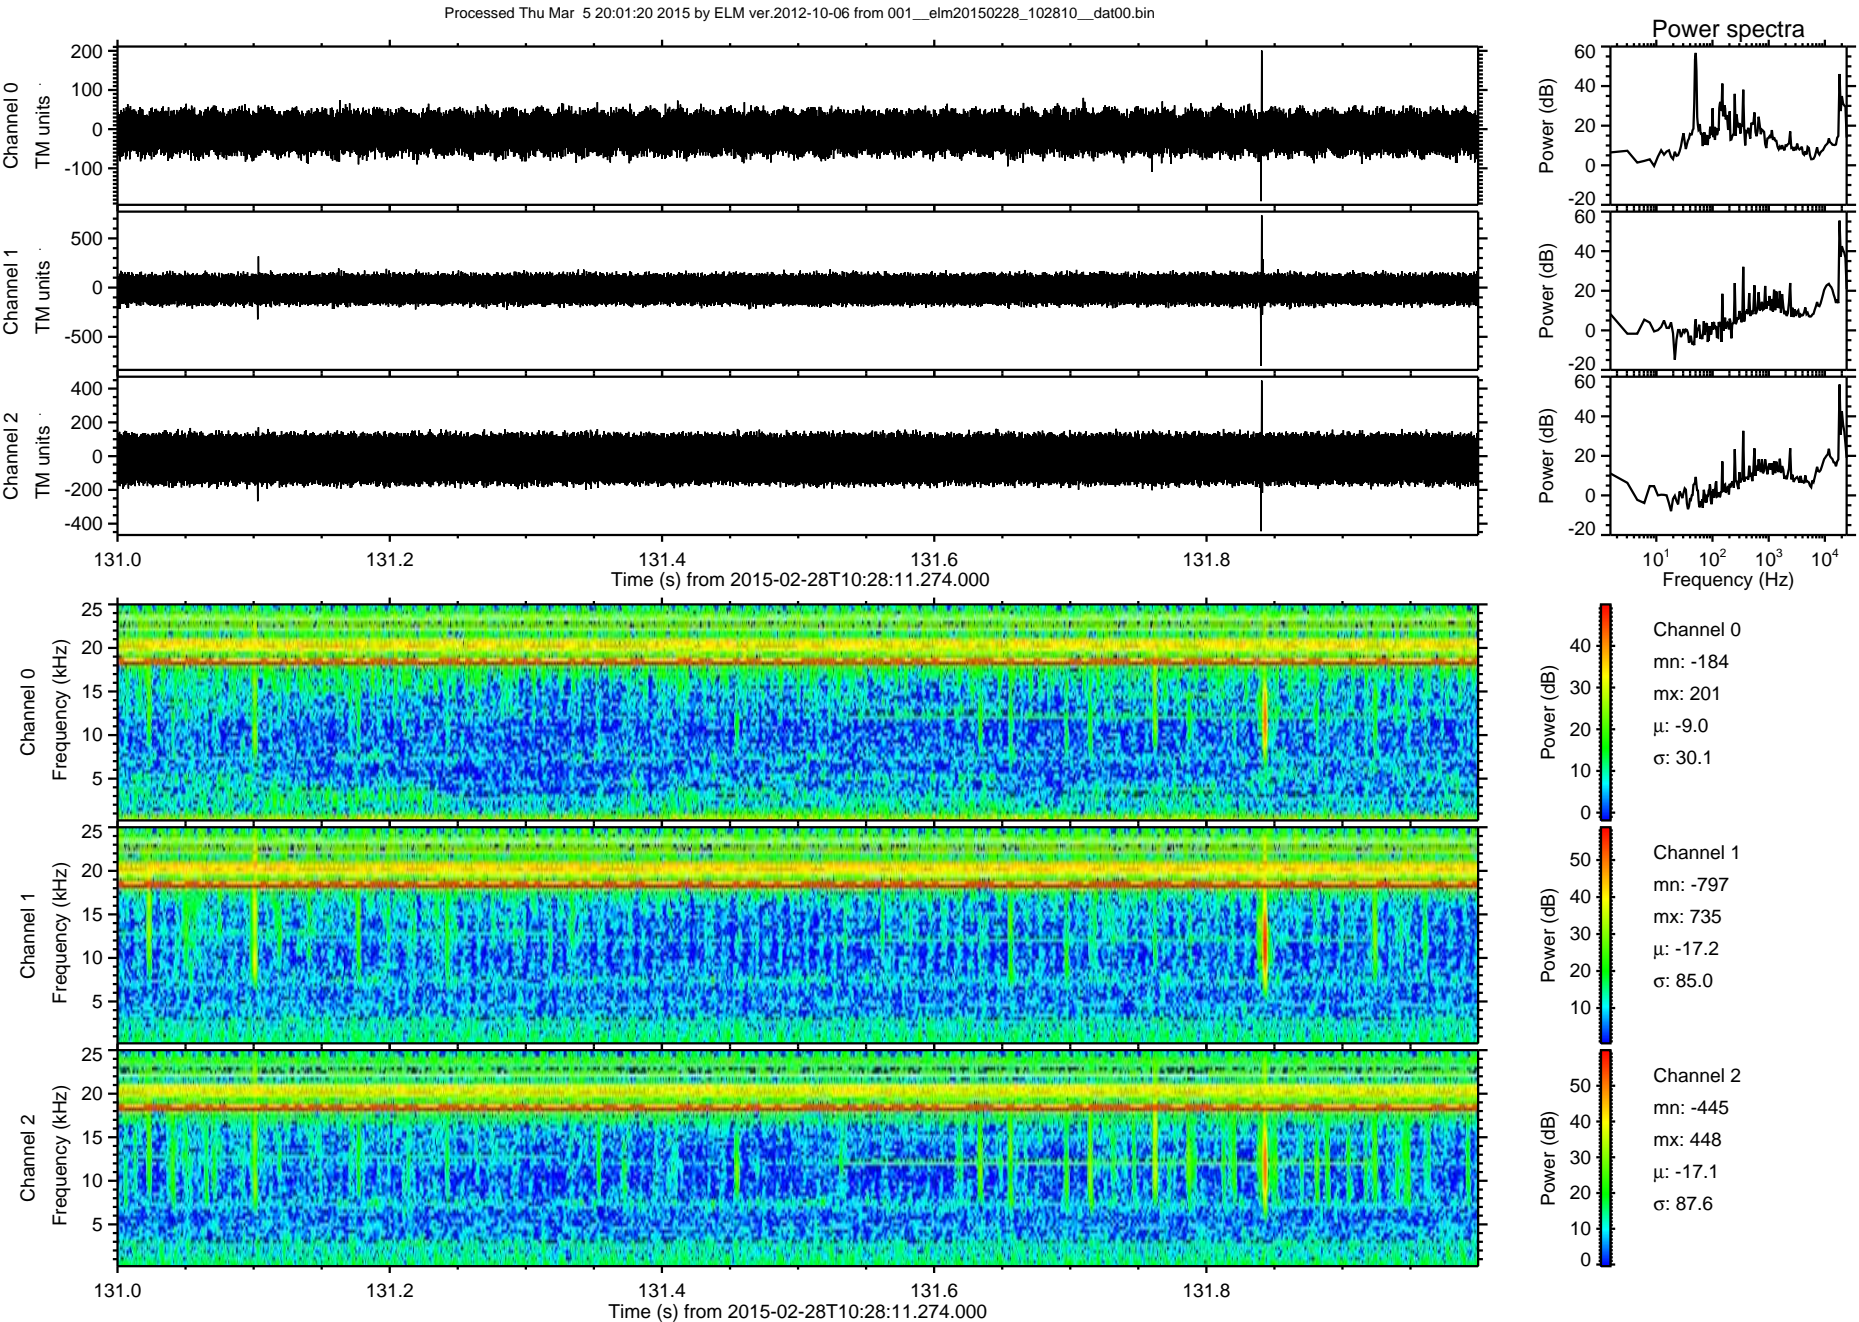 Processed Thu Mar 5 20:01:20 2015 by ELM ver.2012-10-06 from 001__elm20150228_102810__dat00.bin
Power spectra
Channel 0
TM units
200
100
0
-100
Power (dB)
60
40
20
0
-20
Channel 1
TM units
500
0
-500
Power (dB)
60
40
20
0
-20
Channel 2
TM units
400
200
0
-200
-400
Power (dB)
60
40
20
0
-20
131.0 131.2 131.4 131.6 131.8
Time (s) from 2015-02-28T10:28:11.274.000
10^1 10^2 10^3 10^4
Frequency (Hz)
Channel 0
Frequency (kHz)
25
20
15
10
5
Power (dB)
40
30
20
10
0
Channel 0
mn: -184
mx: 201
μ: -9.0
σ: 30.1
Channel 1
Frequency (kHz)
25
20
15
10
5
Power (dB)
50
40
30
20
10
Channel 1
mn: -797
mx: 735
μ: -17.2
σ: 85.0
Channel 2
Frequency (kHz)
25
20
15
10
5
Power (dB)
50
40
30
20
10
0
Channel 2
mn: -445
mx: 448
μ: -17.1
σ: 87.6
131.0 131.2 131.4 131.6 131.8
Time (s) from 2015-02-28T10:28:11.274.000